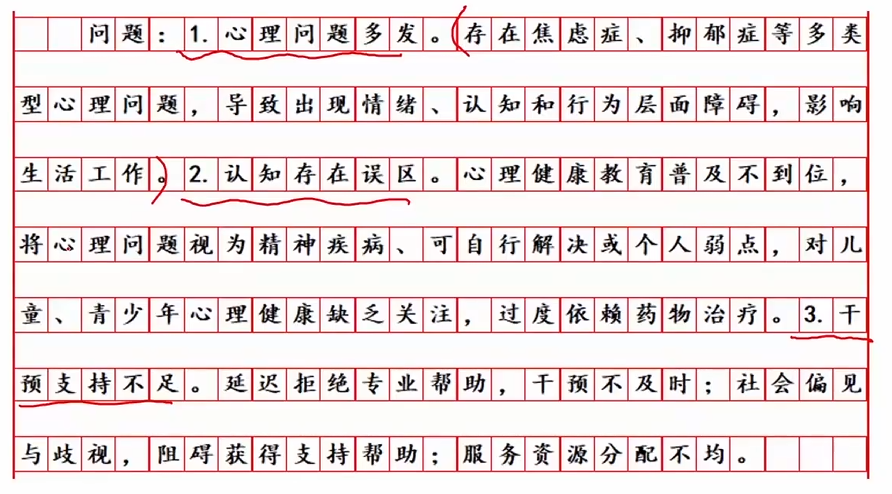 问题：1.心理问题多发。存在焦虑症、抑郁症等多类
型心理问题，导致出现情绪、认知和行为层面障碍，影响
生活工作。2.认知存在误区。心理健康教育普及不到位，
将心理问题视为精神疾病、可自行解决或个人弱点，对儿
童、青少年心理健康缺乏关注，过度依赖药物治疗。3.干
预支持不足。延迟拒绝专业帮助，干预不及时；社会偏见
与歧视，阻碍获得支持帮助；服务资源分配不均。